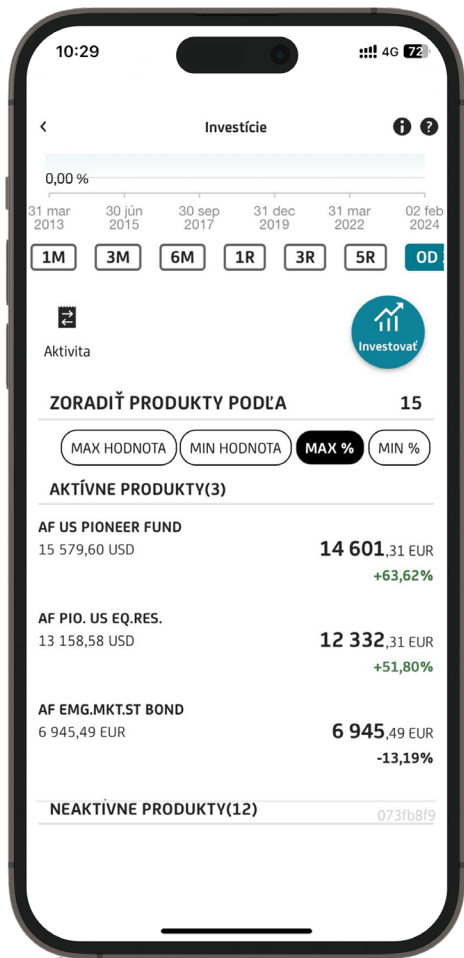 10:29 4G 72
Investície
0,00 %
31 mar 30 jún 30 sep 31 dec 31 mar 02 feb
2013 2015 2017 2019 2022 2024
1M 3M 6M 1R 3R 5R OD
Aktivita Investovať
ZORADIŤ PRODUKTY PODĽA 15
MAX HODNOTA MIN HODNOTA MAX % MIN %
AKTÍVNE PRODUKTY(3)
AF US PIONEER FUND
15 579,60 USD 14 601,31 EUR
+63,62%
AF PIO. US EQ.RES.
13 158,58 USD 12 332,31 EUR
+51,80%
AF EMG.MKT.ST BOND
6 945,49 EUR 6 945,49 EUR
-13,19%
NEAKTÍVNE PRODUKTY(12) 073fb8f9